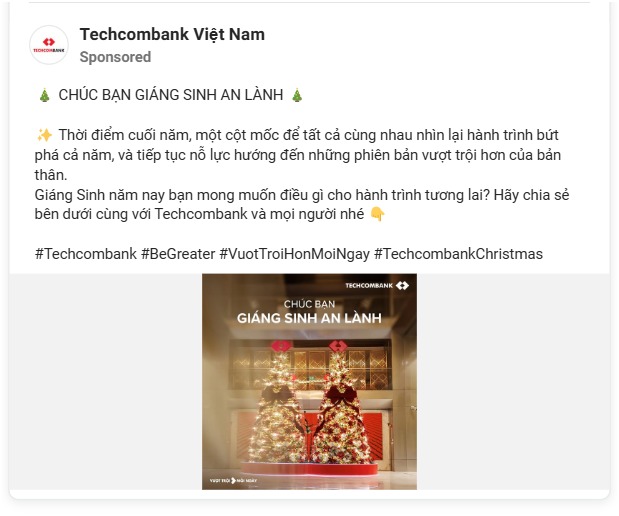 TECHCOMBANK
Techcombank Việt Nam
Sponsored
🎄 CHÚC BẠN GIÁNG SINH AN LÀNH 🎄
✨ Thời điểm cuối năm, một cột mốc để tất cả cùng nhau nhìn lại hành trình bứt
phá cả năm, và tiếp tục nỗ lực hướng đến những phiên bản vượt trội hơn của bản
thân.
Giáng Sinh năm nay bạn mong muốn điều gì cho hành trình tương lai? Hãy chia sẻ
bên dưới cùng với Techcombank và mọi người nhé 👇
#Techcombank #BeGreater #VuotTroiHonMoiNgay #TechcombankChristmas
TECHCOMBANK
CHÚC BẠN
GIÁNG SINH AN LÀNH
VƯỢT TRỘI MỖI NGÀY